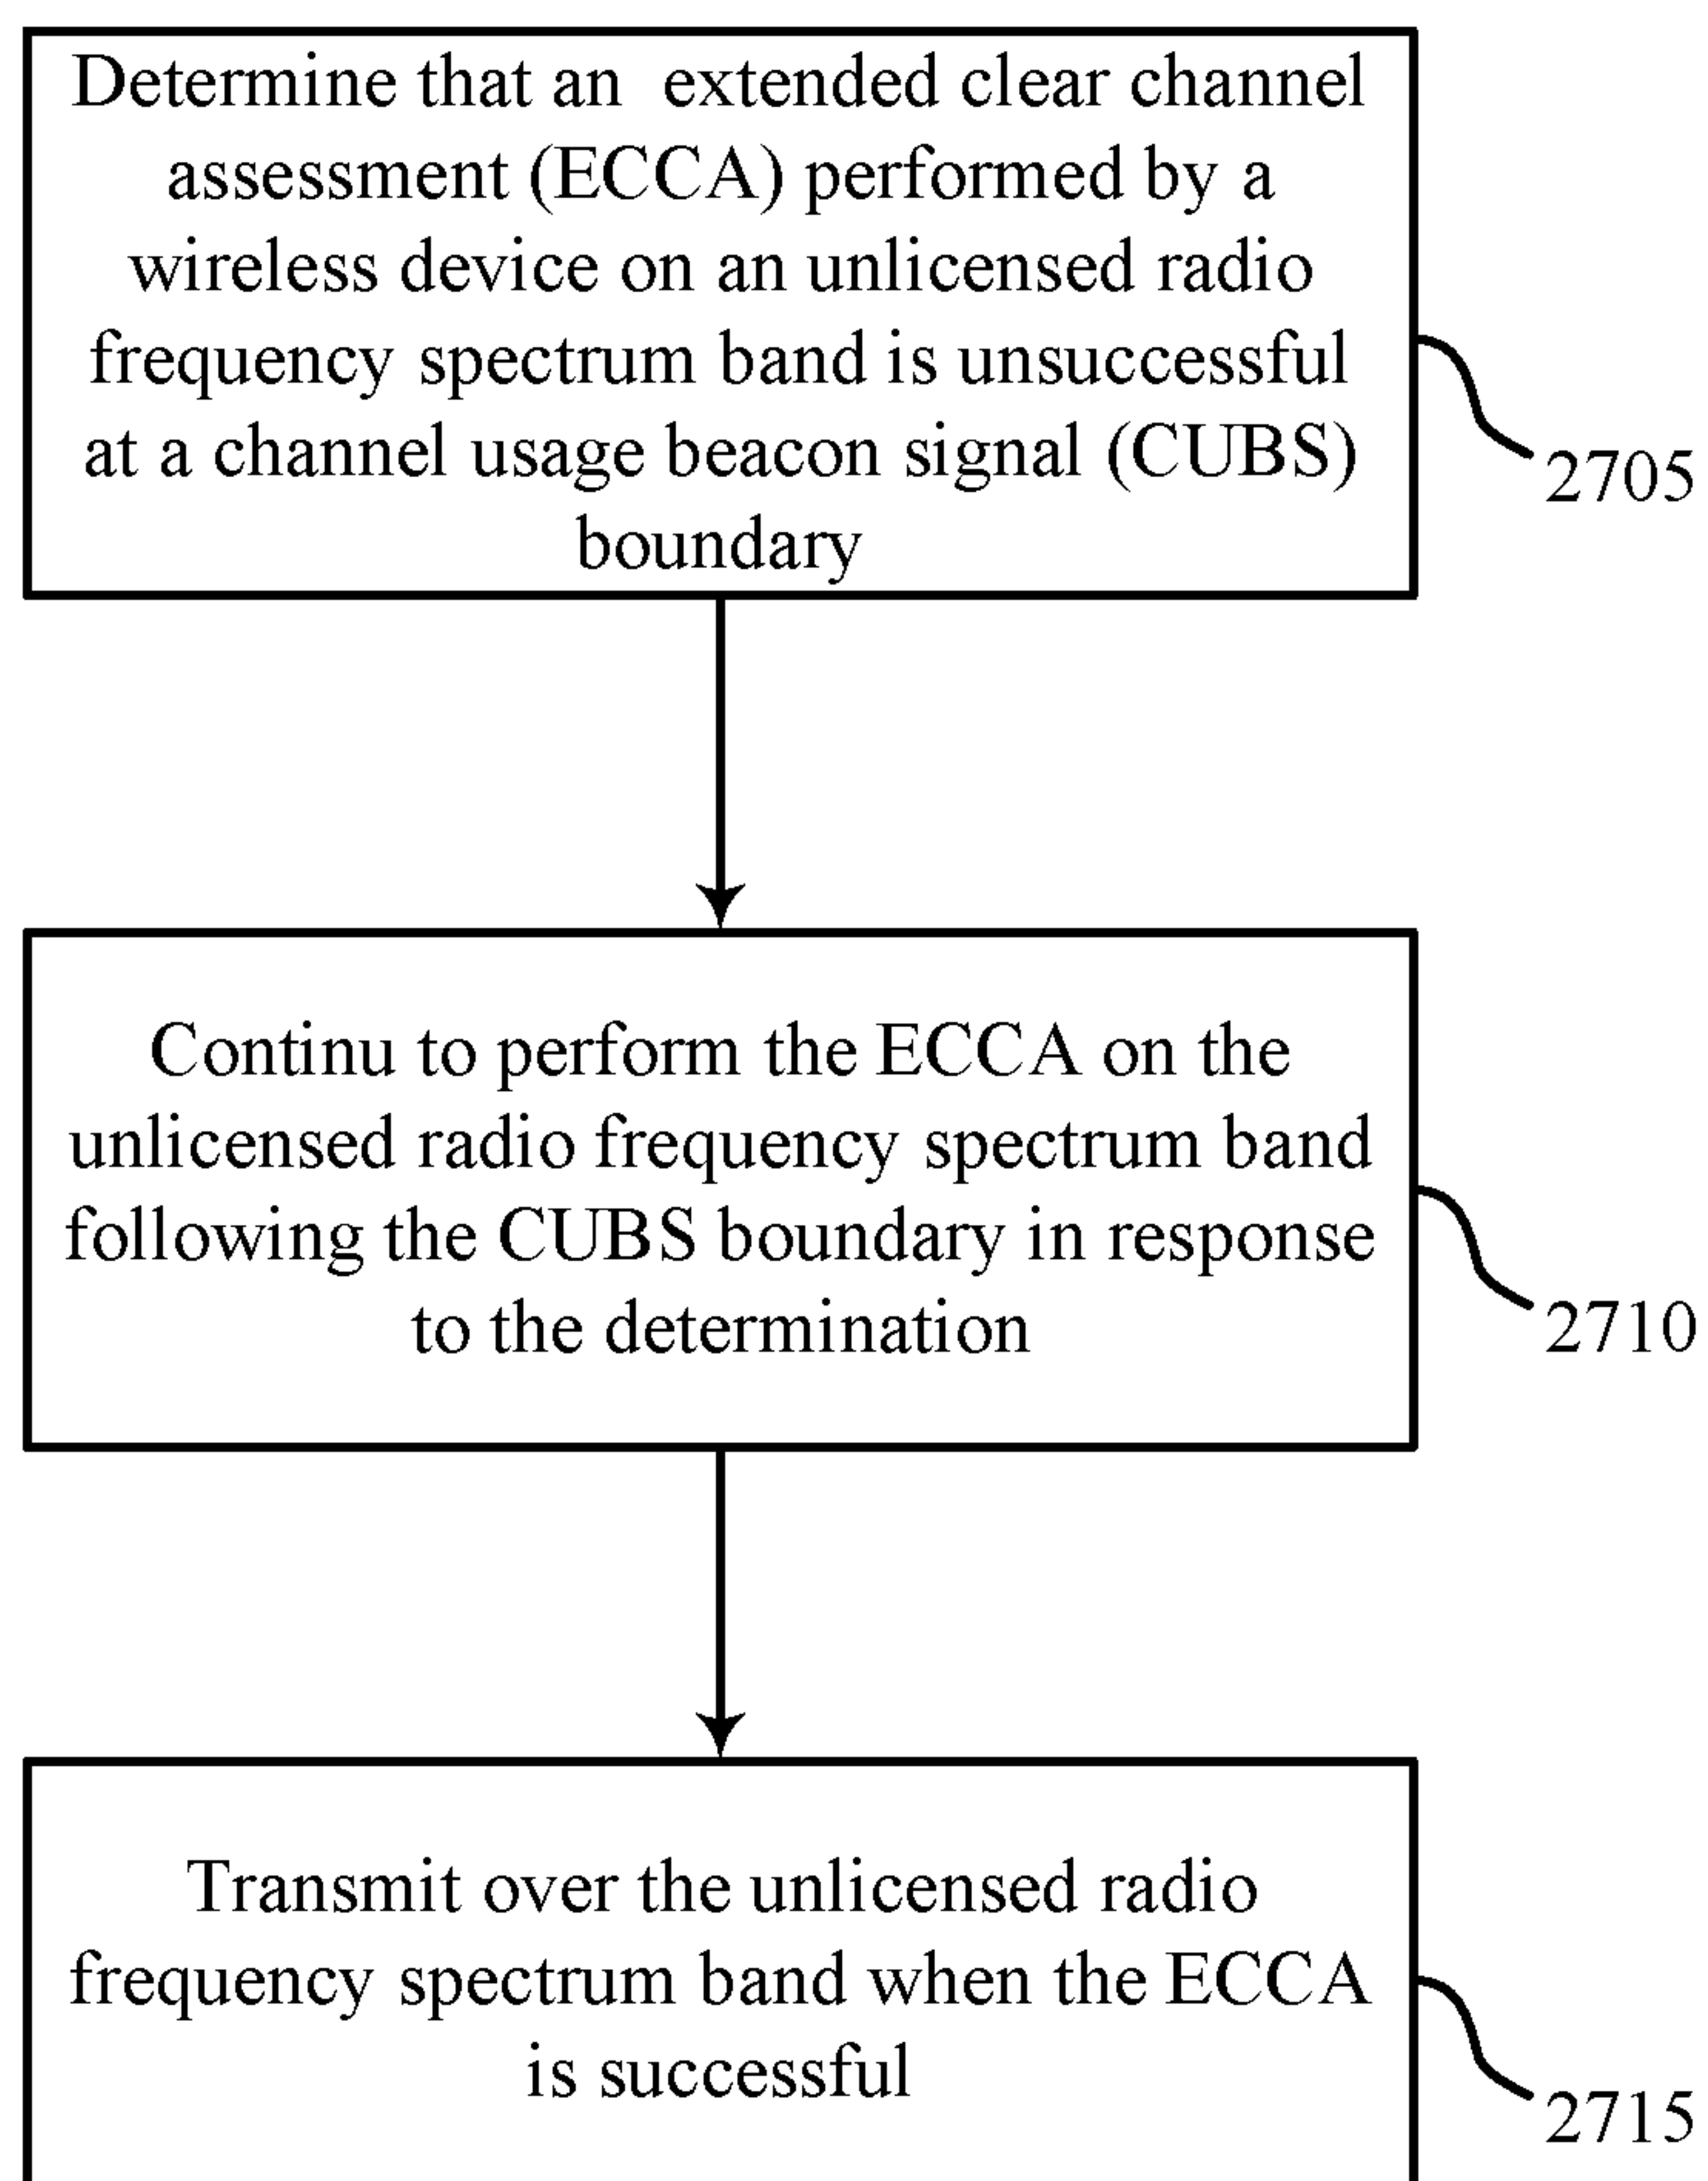 Determine that an extended clear channel
assessment (ECCA) performed by a
wireless device on an unlicensed radio
frequency spectrum band is unsuccessful
at a channel usage beacon signal (CUBS)
boundary
2705
Continu to perform the ECCA on the
unlicensed radio frequency spectrum band
following the CUBS boundary in response
to the determination
2710
Transmit over the unlicensed radio
frequency spectrum band when the ECCA
is successful
2715